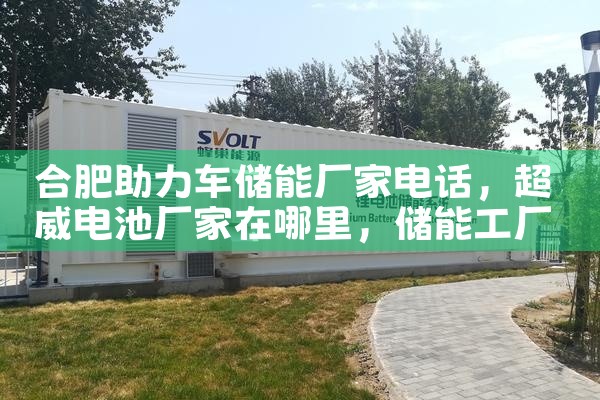 SVOLT
蜂巢能源
合肥助力车储能厂家电话，超
威电池厂家在哪里，储能工厂